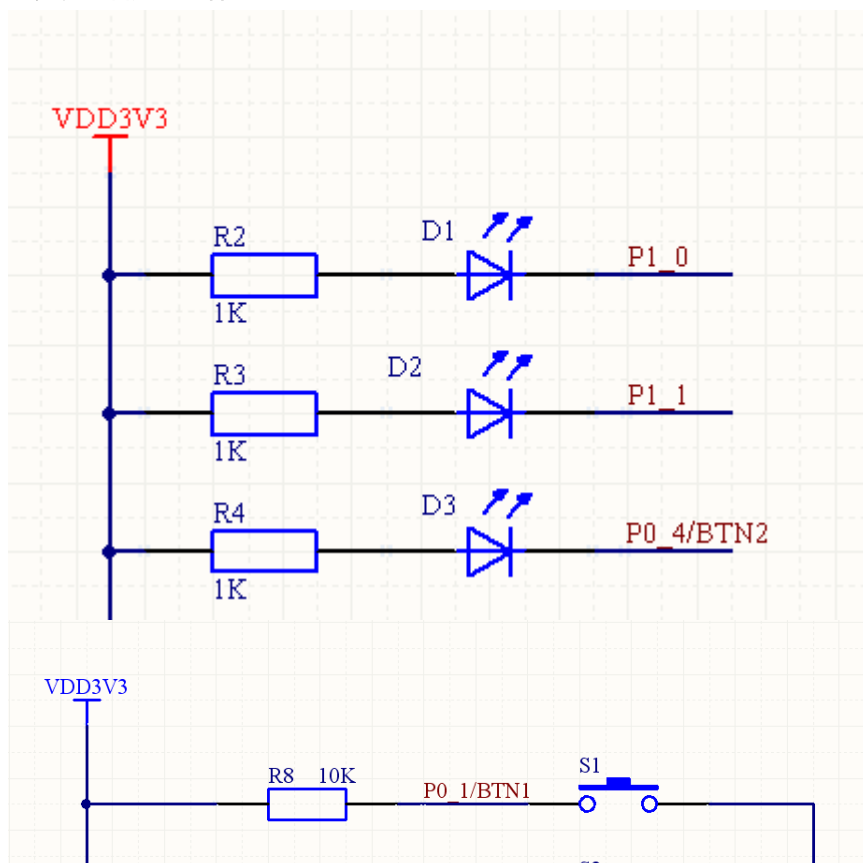 VDD3V3
R2
D1
P1_0
1K
R3
D2
P1_1
1K
R4
D3
P0_4/BTN2
1K
VDD3V3
R8 10K
P0_1/BTN1
S1